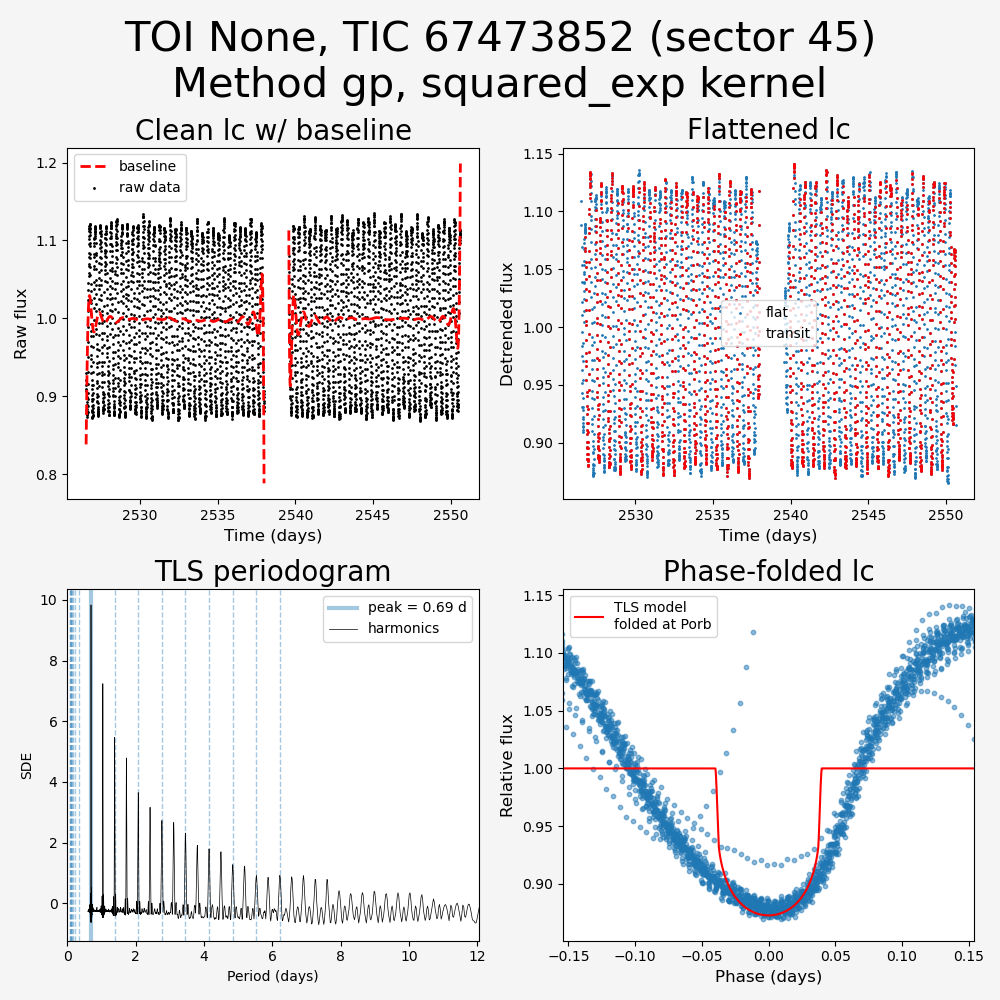 TOI None, TIC 67473852 (sector 45)
Method gp, squared_exp kernel
Clean lc w/ baseline
baseline
raw data
1.2
1.1
1.0
0.9
0.8
Raw flux
2530
2535
2540
2545
2550
Time (days)
Flattened lc
1.15
1.10
1.05
1.00
0.95
0.90
Detrended flux
flat
transit
2530
2535
2540
2545
2550
Time (days)
TLS periodogram
peak = 0.69 d
harmonics
10
8
6
4
2
0
SDE
0
2
4
6
8
10
12
Period (days)
Phase-folded lc
TLS model
folded at Porb
1.15
1.10
1.05
1.00
0.95
0.90
Relative flux
−0.15
−0.10
−0.05
0.00
0.05
0.10
0.15
Phase (days)